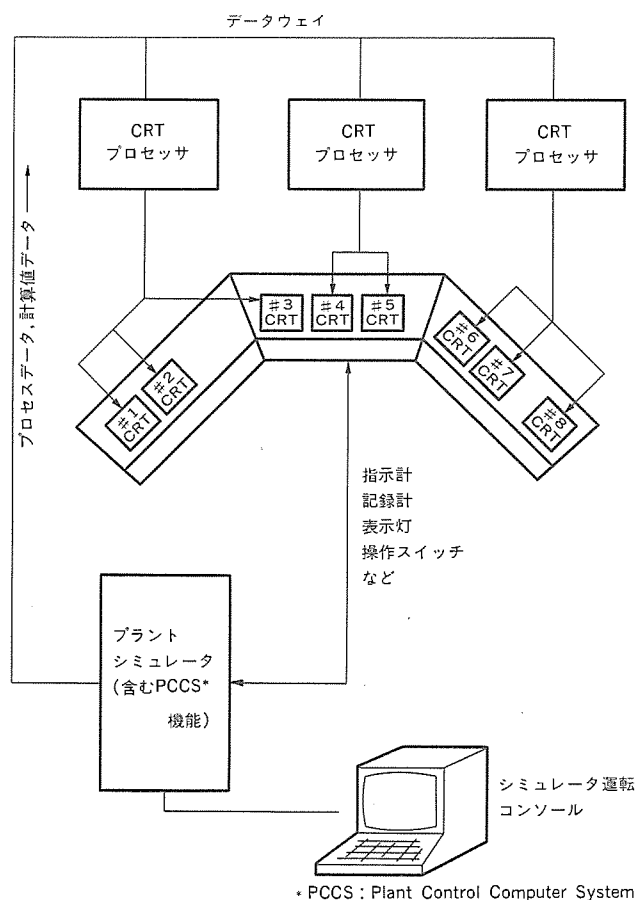 データウェイ
CRT
プロセッサ
CRT
プロセッサ
CRT
プロセッサ
プロセスデータ,計算値データ
#1
CRT
#2
CRT
#3
CRT
#4
CRT
#5
CRT
#6
CRT
#7
CRT
#8
CRT
指示計
記録計
表示灯
操作スイッチ
など
プラント
シミュレータ
(含むPCCS*
機能)
シミュレータ運転
コンソール
* PCCS : Plant Control Computer System